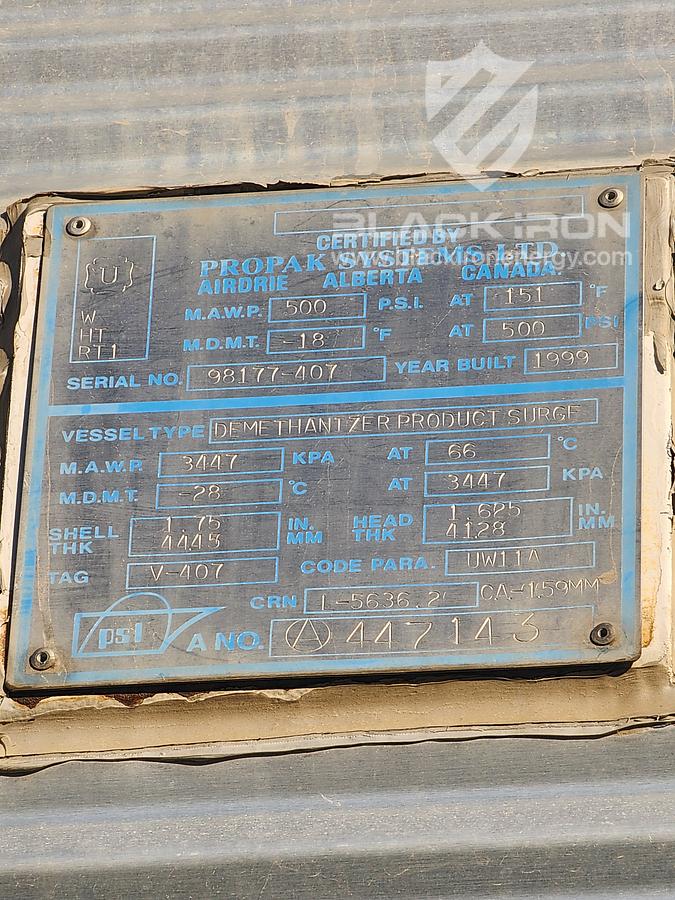 BLACK IRON
www.blackironenergy.com
CERTIFIED BY
PROPAK SYSTEMS LTD.
AIRDRIE ALBERTA CANADA
U
W
HT
RT1
M.A.W.P. 500 P.S.I. AT 151 °F
M.D.M.T. -18 °F AT 500 PSI
SERIAL NO. 98177-407 YEAR BUILT 1999
VESSEL TYPE DEMETHANIZER PRODUCT SURGE
M.A.W.P. 3447 KPA AT 66 °C
M.D.M.T. -28 °C AT 3447 KPA
SHELL THK 1.75 IN. HEAD THK 1.625 IN.
44.45 MM 41.28 MM
TAG V-407 CODE PARA. UW11A
CRN L-5636.2 CA-1.59MM
psl A NO. A 447143